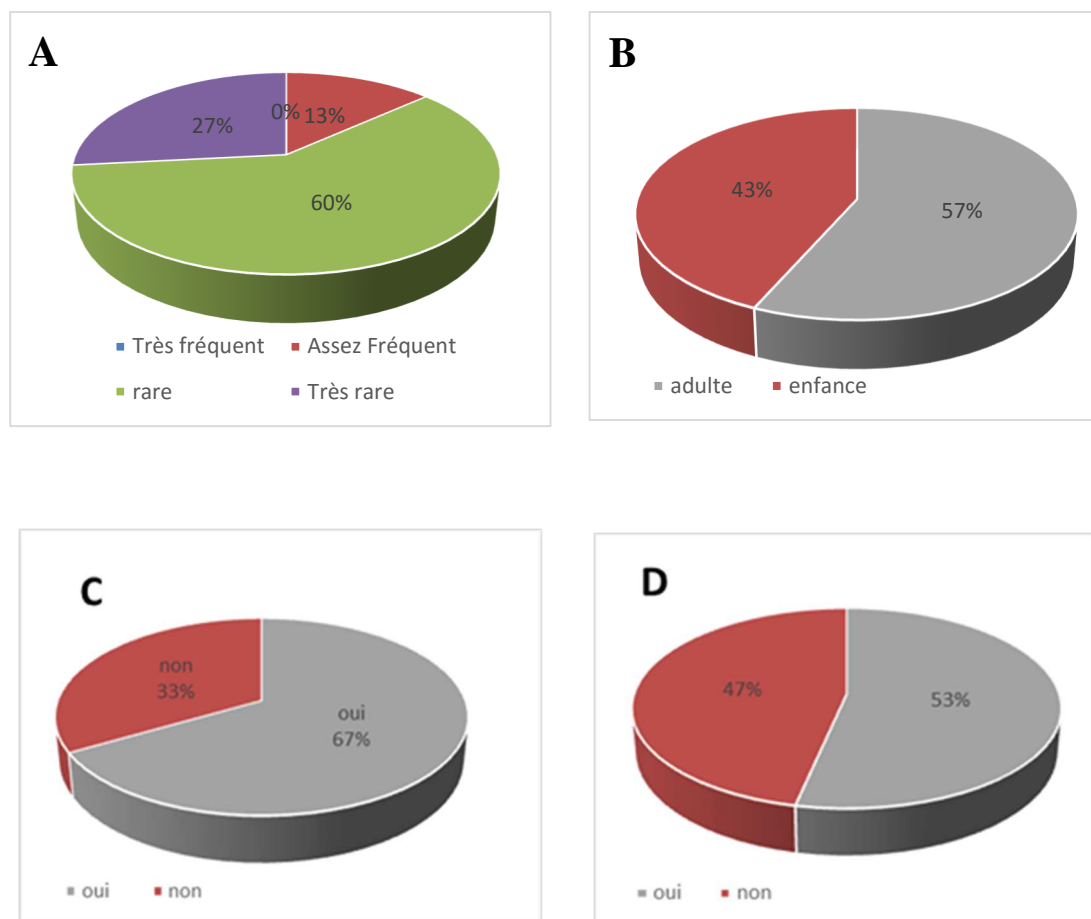 A
27%
0%
13%
60%
Très fréquent Assez Fréquent
rare Très rare
B
43%
57%
adulte enfance
C
non
33%
oui
67%
oui non
D
47%
53%
oui non